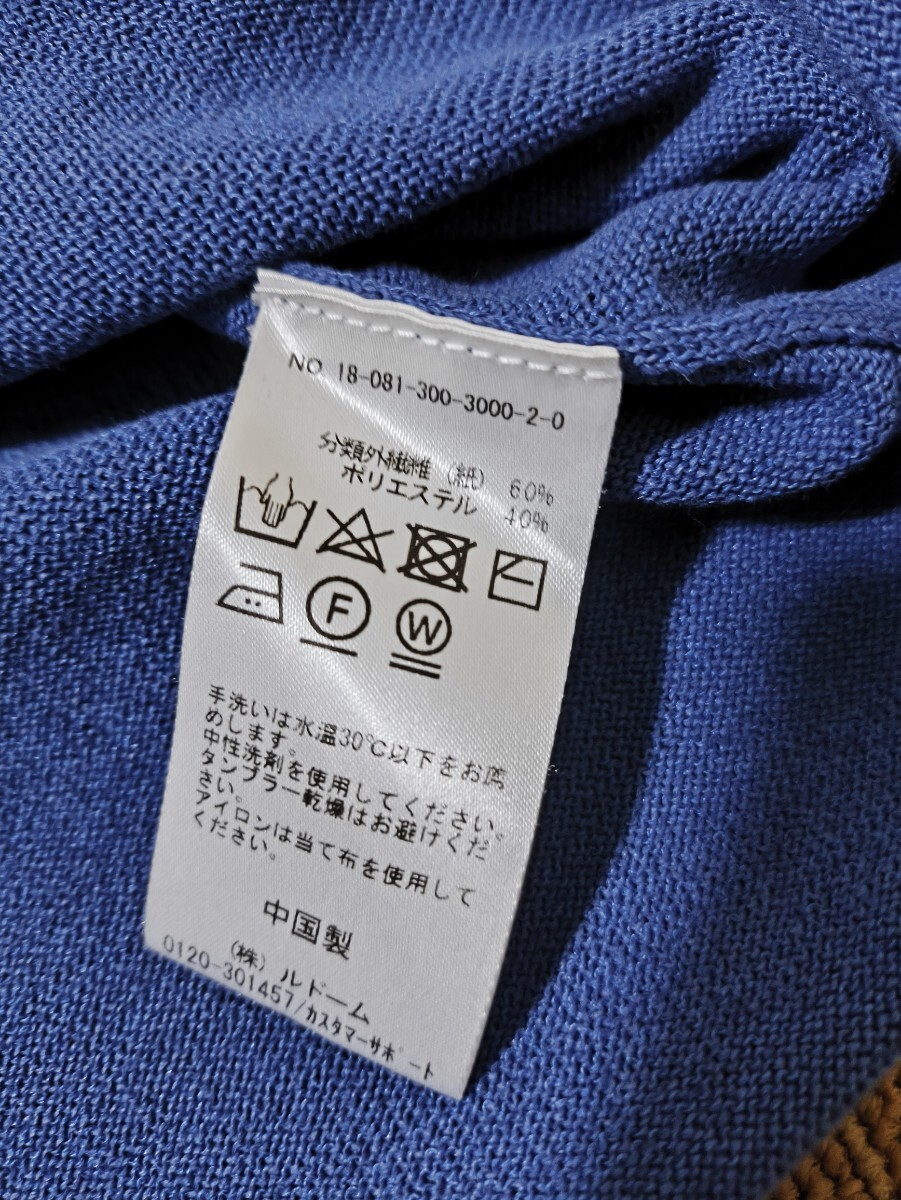 NO 18-081-300-3000-2-0
分類外繊維 (紙) 60%
ポリエステル 40%
F W
手洗いは水温30℃以下をお薦
めします。
中性洗剤を使用してください。
タンブラー乾燥はお避けくだ
さい。
アイロンは当て布を使用して
ください。
中国製
(株) ルドーム
0120-301457/カスタマーサポート